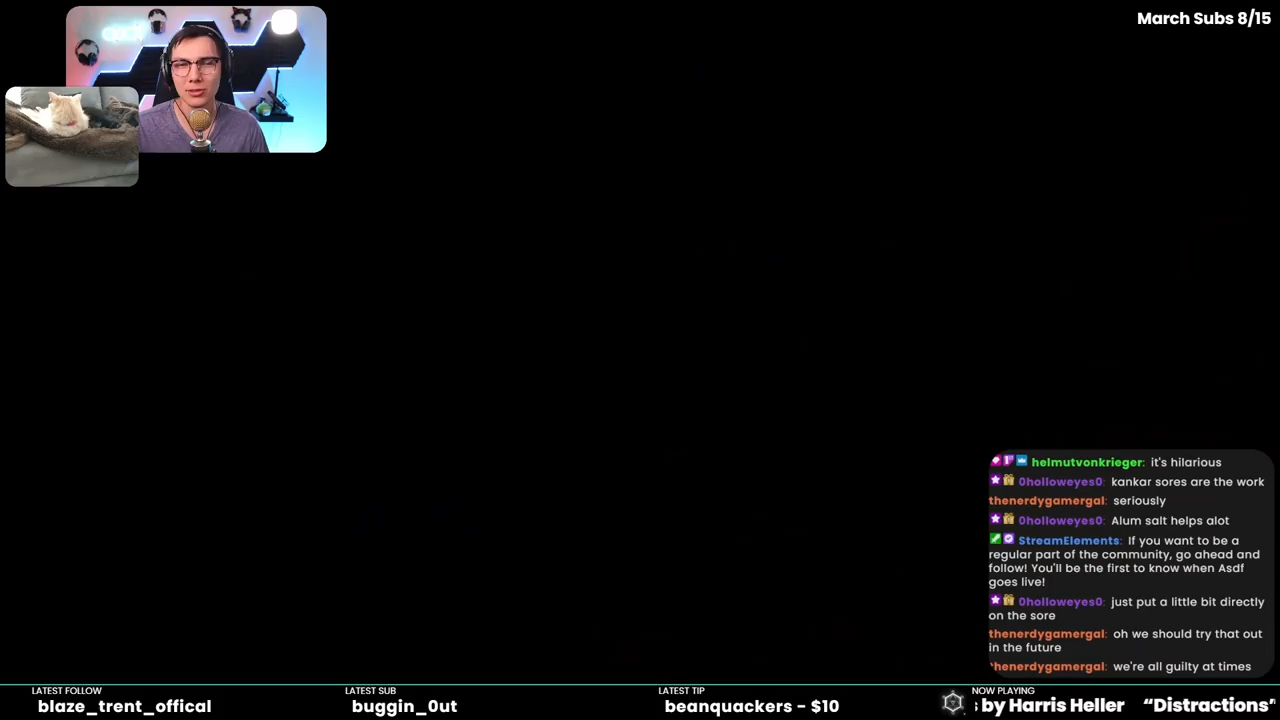 March Subs 8/15
helmutvonkrieger: it's hilarious
0holloweyes0: kankar sores are the work
thenerdygamergal: seriously
0holloweyes0: Alum salt helps alot
StreamElements: If you want to be a
regular part of the community, go ahead and
follow! You'll be the first to know when Asdf
goes live!
0holloweyes0: just put a little bit directly
on the sore
thenerdygamergal: oh we should try that out
in the future
thenerdygamergal: we're all guilty at times
LATEST FOLLOW
blaze_trent_offical
LATEST SUB
buggin_0ut
LATEST TIP
beanquackers - $10
NOW PLAYING
by Harris Heller "Distractions"